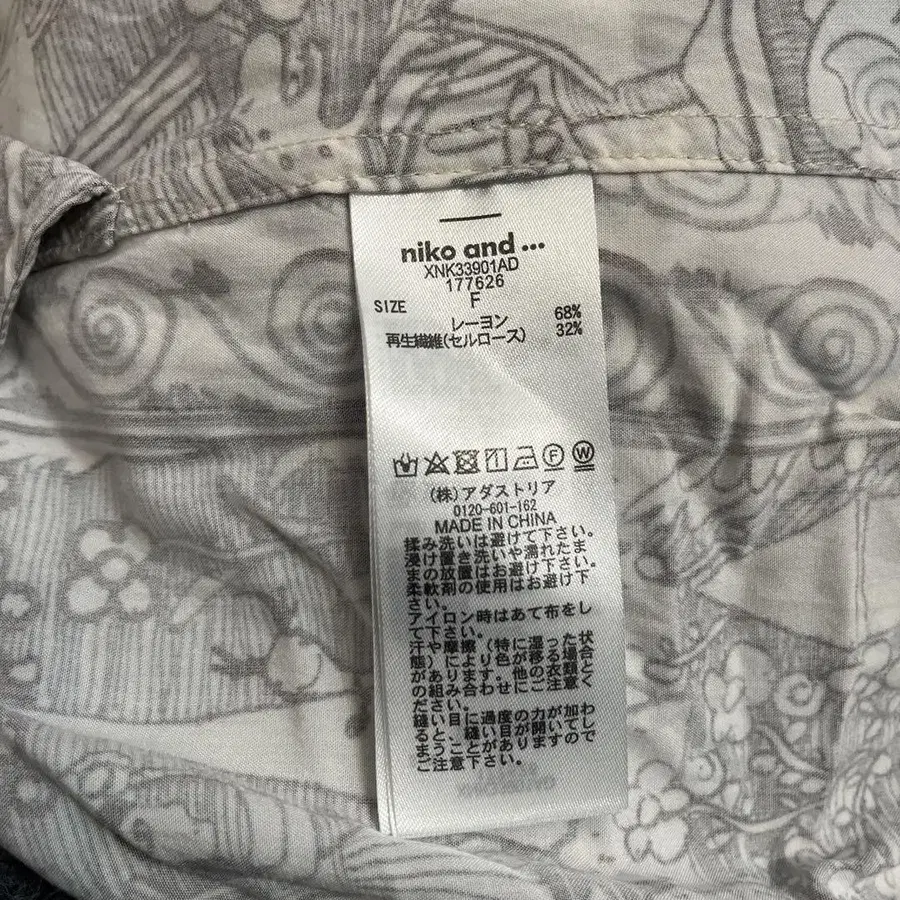 niko and ...
XNK33901AD
177626
SIZE F
レーヨン 68%
再生繊維(セルロース) 32%
F W
(株)アダストリア
0120-601-162
MADE IN CHINA
揉み洗いは避けて下さい。
浸け置き洗いや濡れたま
まの放置はお避け下さい。
柔軟剤の使用はお避け下
さい。
アイロン時はあて布をし
て下さい。
汗や摩擦(特に湿った状
態)により色が移る場合
があります。他の衣類と
の組み合わせにご注意く
ださい。
縫い目に過度の力が加わ
ると、縫い目が開いてし
まうことがありますので
ご注意下さい。